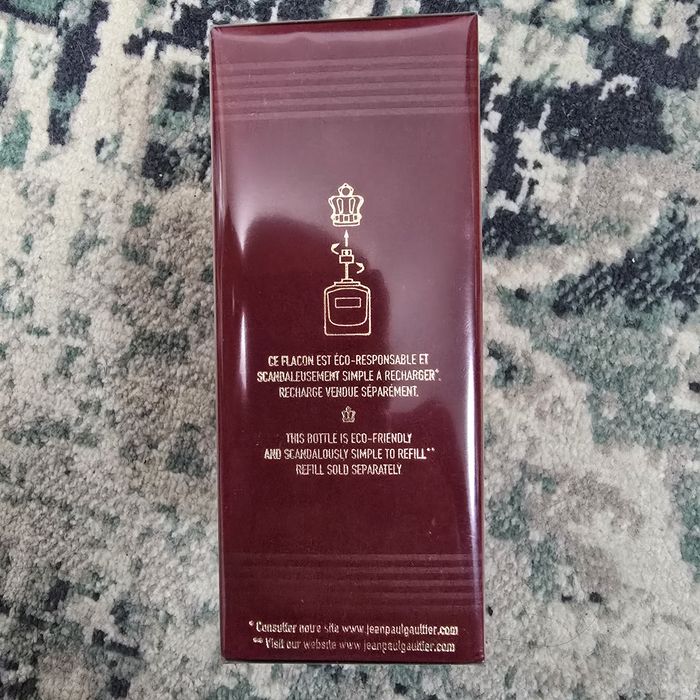 CE FLACON EST ÉCO-RESPONSABLE ET
SCANDALEUSEMENT SIMPLE A RECHARGER*.
RECHARGE VENDUE SÉPARÉMENT.
THIS BOTTLE IS ECO-FRIENDLY
AND SCANDALOUSLY SIMPLE TO REFILL**
REFILL SOLD SEPARATELY
* Consulter notre site www.jeanpaulgaultier.com
** Visit our website www.jeanpaulgaultier.com